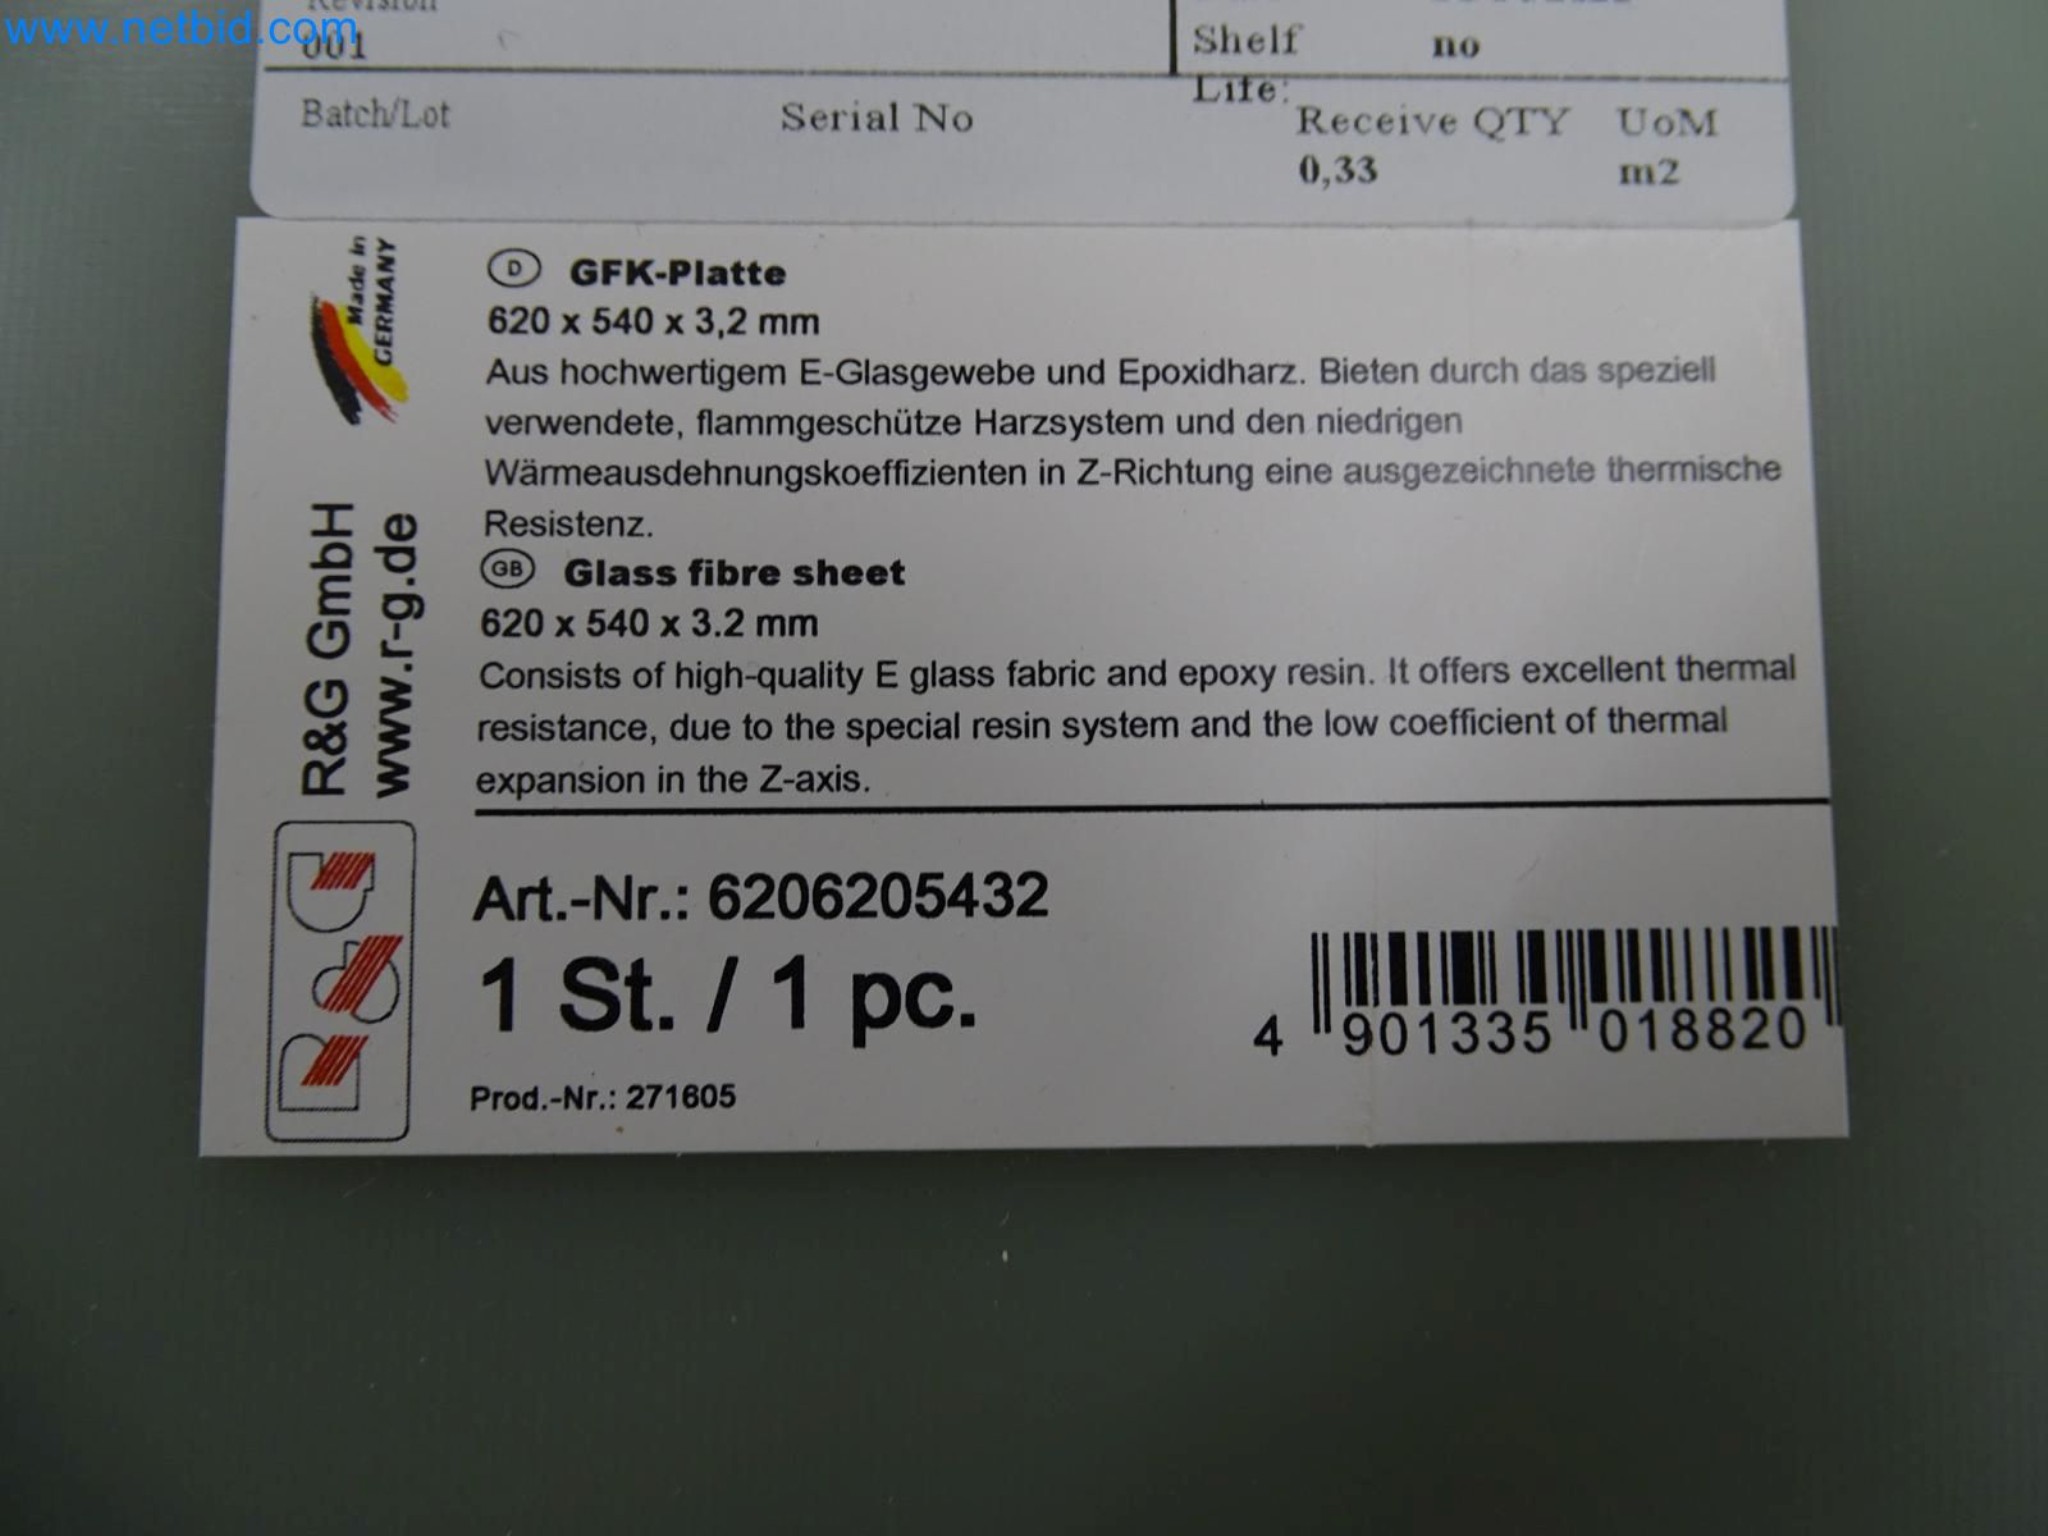 www.netbid.com
Revision
001
Shelf no
Life:
Batch/Lot Serial No Receive QTY UoM
0,33 m2
Made in
GERMANY
R&G GmbH
www.r-g.de
R&G
D GFK-Platte
620 x 540 x 3,2 mm
Aus hochwertigem E-Glasgewebe und Epoxidharz. Bieten durch das speziell
verwendete, flammgeschütze Harzsystem und den niedrigen
Wärmeausdehnungskoeffizienten in Z-Richtung eine ausgezeichnete thermische
Resistenz.
GB Glass fibre sheet
620 x 540 x 3.2 mm
Consists of high-quality E glass fabric and epoxy resin. It offers excellent thermal
resistance, due to the special resin system and the low coefficient of thermal
expansion in the Z-axis.
Art.-Nr.: 6206205432
1 St. / 1 pc.
4 901335 018820
Prod.-Nr.: 271605